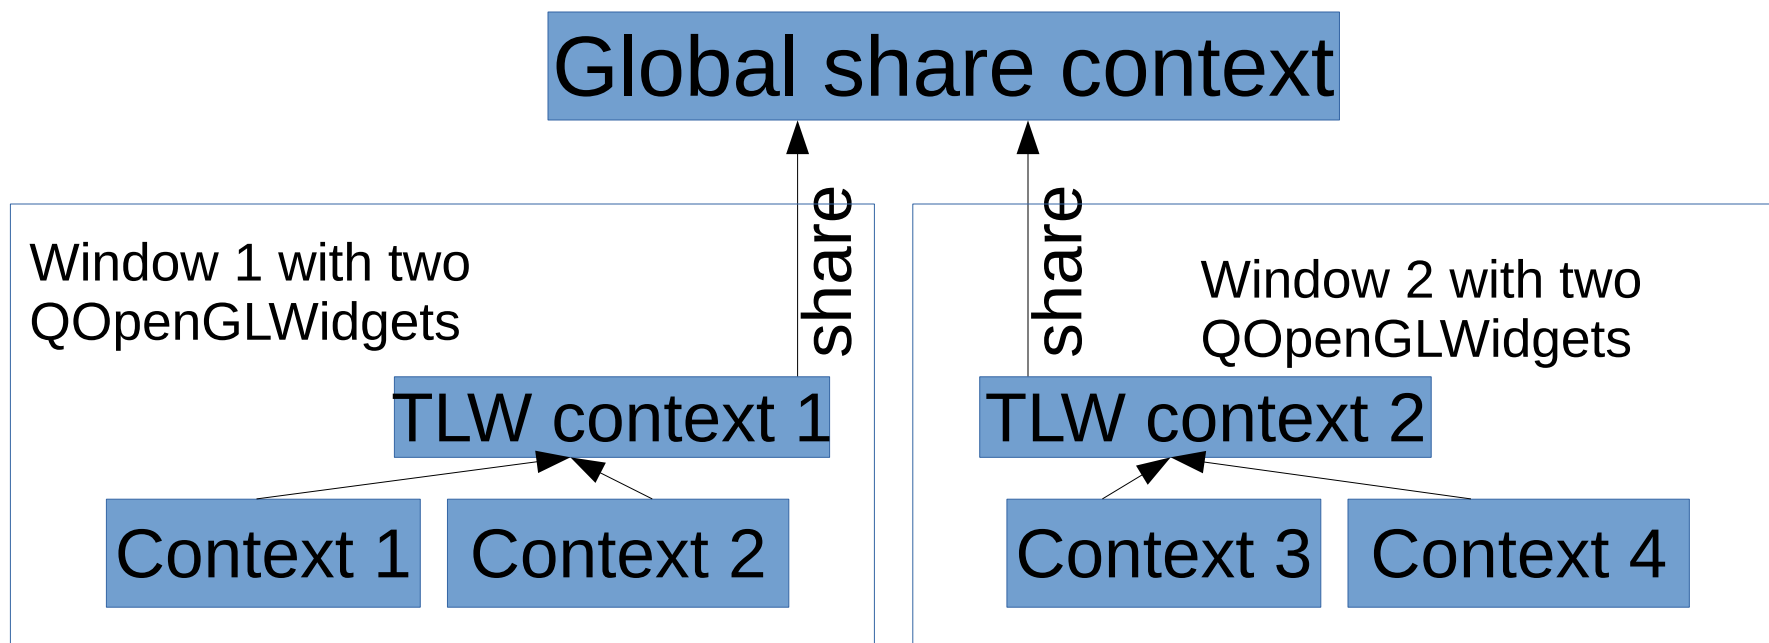 Global share context
share
share
Window 1 with two
QOpenGLWidgets
Window 2 with two
QOpenGLWidgets
TLW context 1
TLW context 2
Context 1
Context 2
Context 3
Context 4